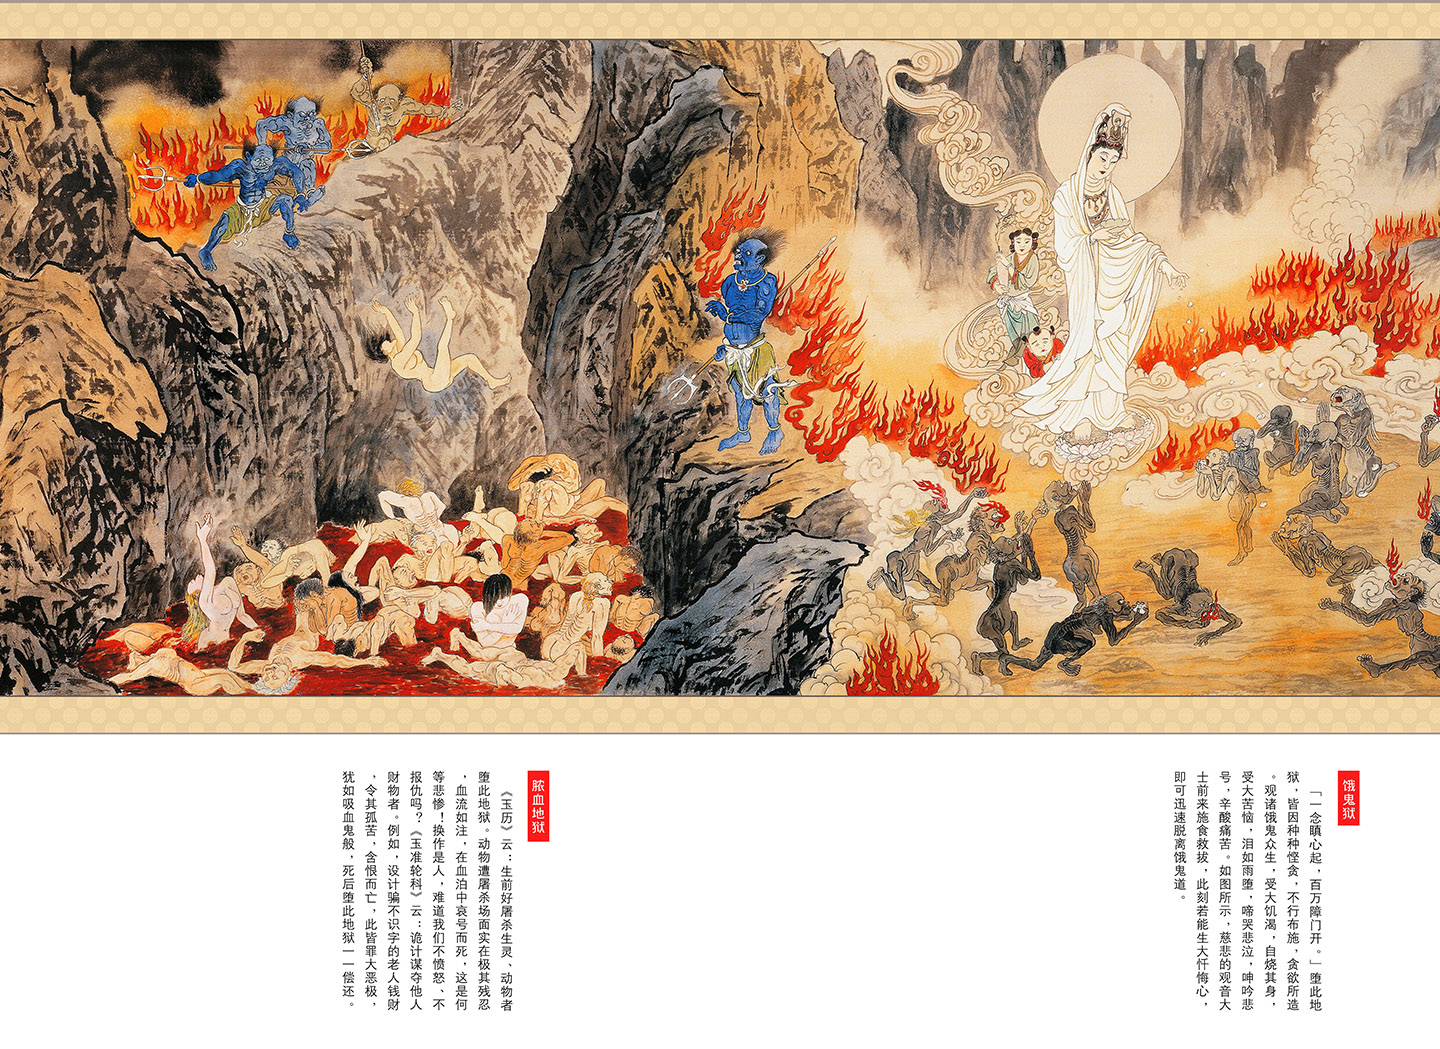 饿鬼狱
「一念瞋心起，百万障门开。」堕此地
狱，皆因种种悭贪，不行布施，贪欲所造
。观诸饿鬼众生，受大饥渴，自烧其身，
受大苦恼，泪如雨堕，啼哭悲泣，呻吟悲
号，辛酸痛苦。如图所示，慈悲的观音大
士前来施食救拔，此刻若能生大忏悔心，
即可迅速脱离饿鬼道。
脓血地狱
《玉历》云：生前好屠杀生灵、动物者
堕此地狱。动物遭屠杀场面实在极其残忍
，血流如注，在血泊中哀号而死，这是何
等悲惨！换作是人，难道我们不愤怒、不
报仇吗？《玉准轮科》云：诡计谋夺他人
财物者。例如，设计骗不识字的老人钱财
，令其孤苦，含恨而亡，此皆罪大恶极，
犹如吸血鬼般，死后堕此地狱一一偿还。